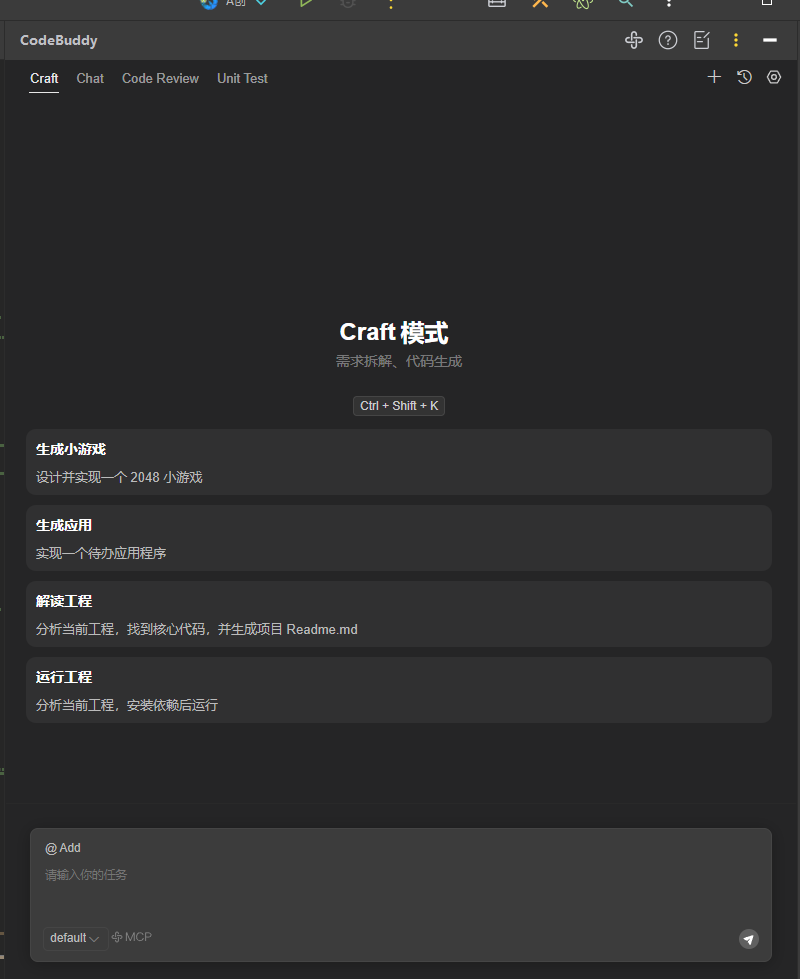 A创
CodeBuddy
Craft Chat Code Review Unit Test
Craft 模式
需求拆解、代码生成
Ctrl + Shift + K
生成小游戏
设计并实现一个 2048 小游戏
生成应用
实现一个待办应用程序
解读工程
分析当前工程，找到核心代码，并生成项目 Readme.md
运行工程
分析当前工程，安装依赖后运行
@ Add
请输入你的任务
default MCP